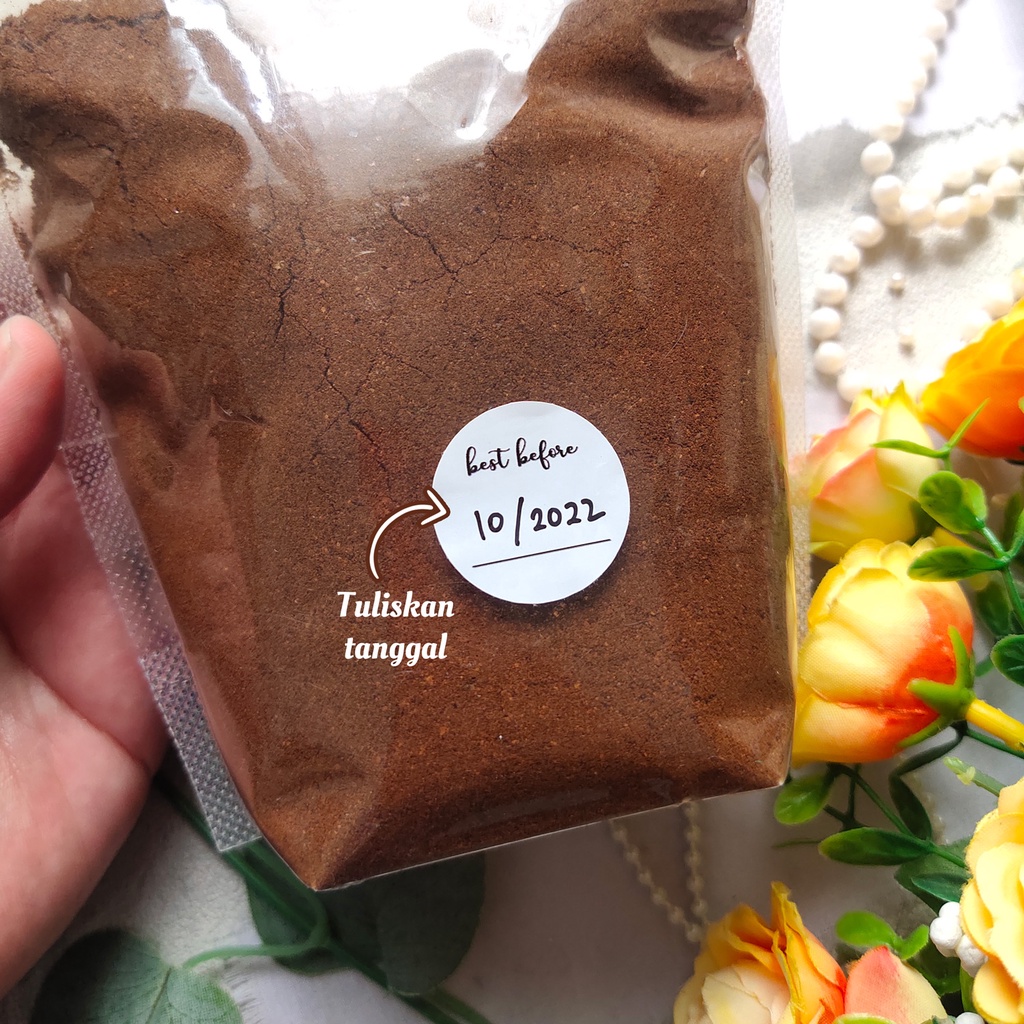 best before
10/2022
Tuliskan
tanggal